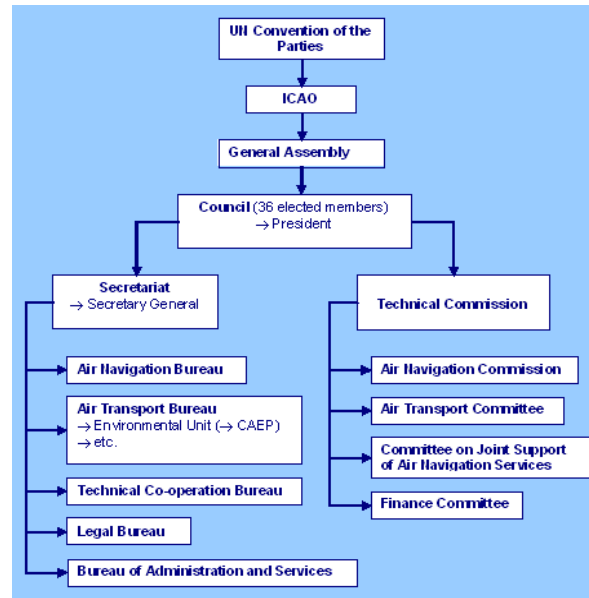 UN Convention of the
Parties
ICAO
General Assembly
Council (36 elected members)
→ President
Secretariat
→ Secretary General
Air Navigation Bureau
Air Transport Bureau
→ Environmental Unit (→ CAEP)
→ etc.
Technical Co-operation Bureau
Legal Bureau
Bureau of Administration and Services
Technical Commission
Air Navigation Commission
Air Transport Committee
Committee on Joint Support
of Air Navigation Services
Finance Committee